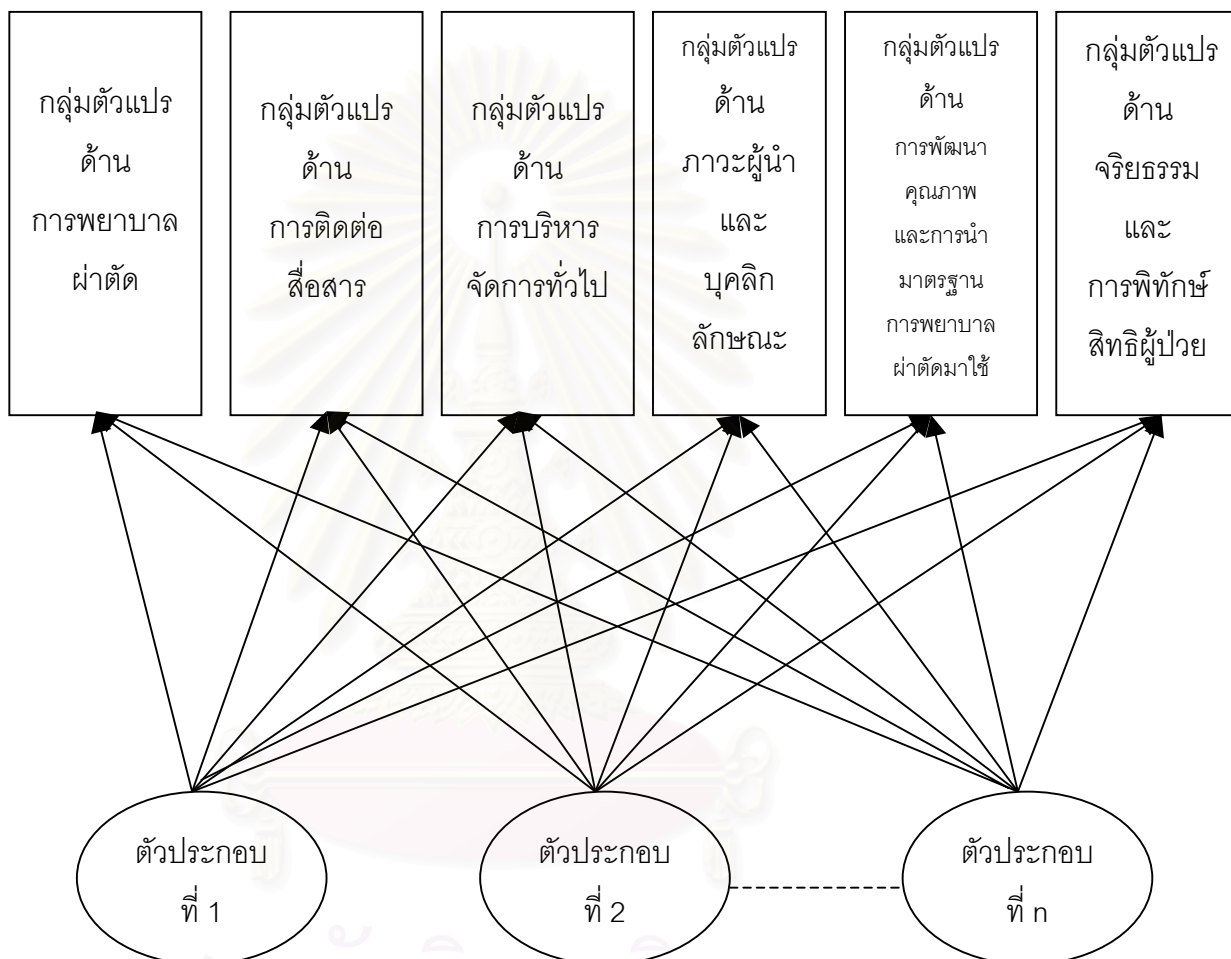 กลุ่มตัวแปร
ด้าน
การพยาบาล
ผ่าตัด
กลุ่มตัวแปร
ด้าน
การติดต่อ
สื่อสาร
กลุ่มตัวแปร
ด้าน
การบริหาร
จัดการทั่วไป
กลุ่มตัวแปร
ด้าน
ภาวะผู้นำ
และ
บุคลิก
ลักษณะ
กลุ่มตัวแปร
ด้าน
การพัฒนา
คุณภาพ
และการนำ
มาตรฐาน
การพยาบาล
ผ่าตัดมาใช้
กลุ่มตัวแปร
ด้าน
จริยธรรม
และ
การพิทักษ์
สิทธิผู้ป่วย
ตัวประกอบ
ที่ 1
ตัวประกอบ
ที่ 2
ตัวประกอบ
ที่ n